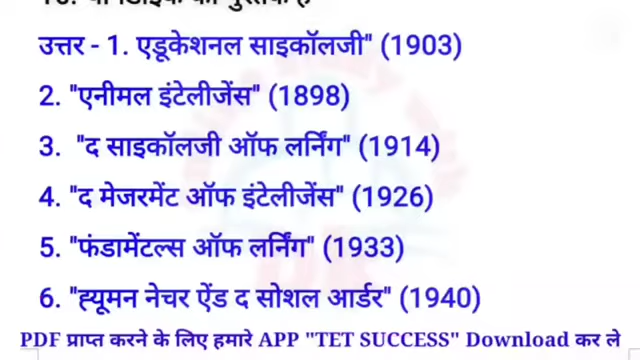 की पुस्तक है
उत्तर - 1. एडूकेशनल साइकॉलजी" (1903)
2. "एनीमल इंटेलीजेंस" (1898)
3. "द साइकॉलजी ऑफ लर्निंग" (1914)
4. "द मेजरमेंट ऑफ इंटेलीजेंस" (1926)
5. "फंडामेंटल्स ऑफ लर्निंग" (1933)
6. "ह्यूमन नेचर ऐंड द सोशल आर्डर" (1940)
PDF प्राप्त करने के लिए हमारे APP "TET SUCCESS" Download कर ले